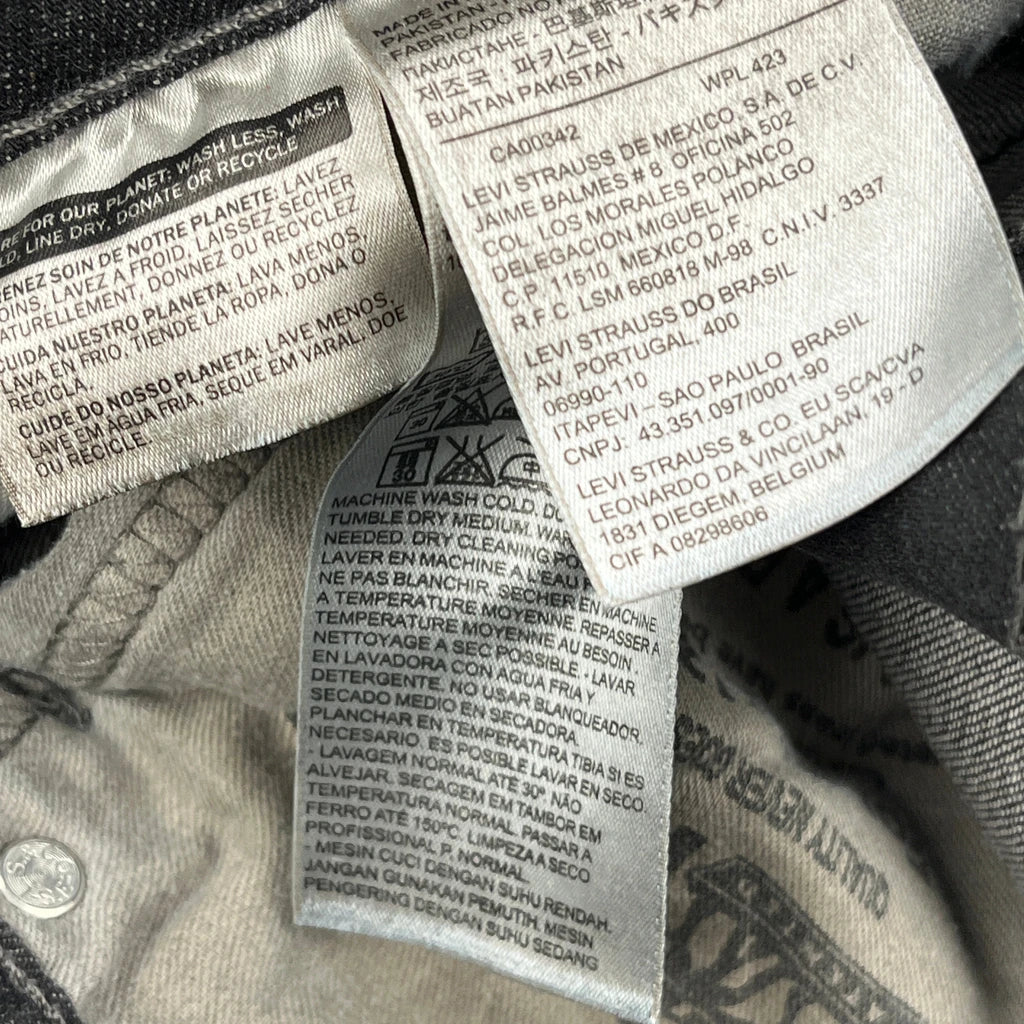 RE FOR OUR PLANET: WASH LESS, WASH
LD, LINE DRY, DONATE OR RECYCLE
ENEZ SOIN DE NOTRE PLANETE: LAVEZ
OINS, LAVEZ A FROID, LAISSEZ SECHER
ATURELLEMENT, DONNEZ OU RECYCLEZ
CUIDA NUESTRO PLANETA: LAVA MENOS,
LAVA EN FRIO, TIENDE LA ROPA, DONA O
RECICLA.
CUIDE DO NOSSO PLANETA: LAVE MENOS,
LAVE EM AGUA FRIA, SEQUE EM VARAL, DOE
OU RECICLE.
MADE IN
PAKISTAN
FABRICADO
ПАКИСТАНЕ - 巴基斯坦
제조국 : 파키스탄 - パキスタン
BUATAN PAKISTAN
WPL 423
CA00342
LEVI STRAUSS DE MEXICO, S.A. DE C.V.
JAIME BALMES # 8 OFICINA 502
COL. LOS MORALES POLANCO
DELEGACION MIGUEL HIDALGO
C.P. 11510, MEXICO D.F.
R.F.C. LSM 660818 M-98 C.N.I.V. 3337
LEVI STRAUSS DO BRASIL
AV. PORTUGAL, 400
06990-110
ITAPEVI – SAO PAULO BRASIL
CNPJ: 43.351.097/0001-90
LEVI STRAUSS & CO. EU SCA/CVA
LEONARDO DA VINCILAAN, 19 - D
1831 DIEGEM, BELGIUM
CIF A 08298606
30
MACHINE WASH COLD,
TUMBLE DRY MEDIUM,
NEEDED, DRY CLEANING
LAVER EN MACHINE A L'EAU
NE PAS BLANCHIR, SECHER EN MACHINE
A TEMPERATURE MOYENNE, REPASSER A
TEMPERATURE MOYENNE AU BESOIN,
NETTOYAGE A SEC POSSIBLE. - LAVAR
EN LAVADORA CON AGUA FRIA Y
DETERGENTE. NO USAR BLANQUEADOR.
SECADO MEDIO EN SECADORA.
PLANCHAR EN TEMPERATURA TIBIA SI ES
NECESARIO. ES POSIBLE LAVAR EN SECO.
- LAVAGEM NORMAL ATÉ 30º NÃO
ALVEJAR. SECAGEM EM TAMBOR EM
TEMPERATURA NORMAL. PASSAR A
FERRO ATÉ 150ºC. LIMPEZA A SECO
PROFISSIONAL P. NORMAL
- MESIN CUCI DENGAN SUHU RENDAH.
JANGAN GUNAKAN PEMUTIH. MESIN
PENGERING DENGAN SUHU SEDANG
QUALITY NEVER